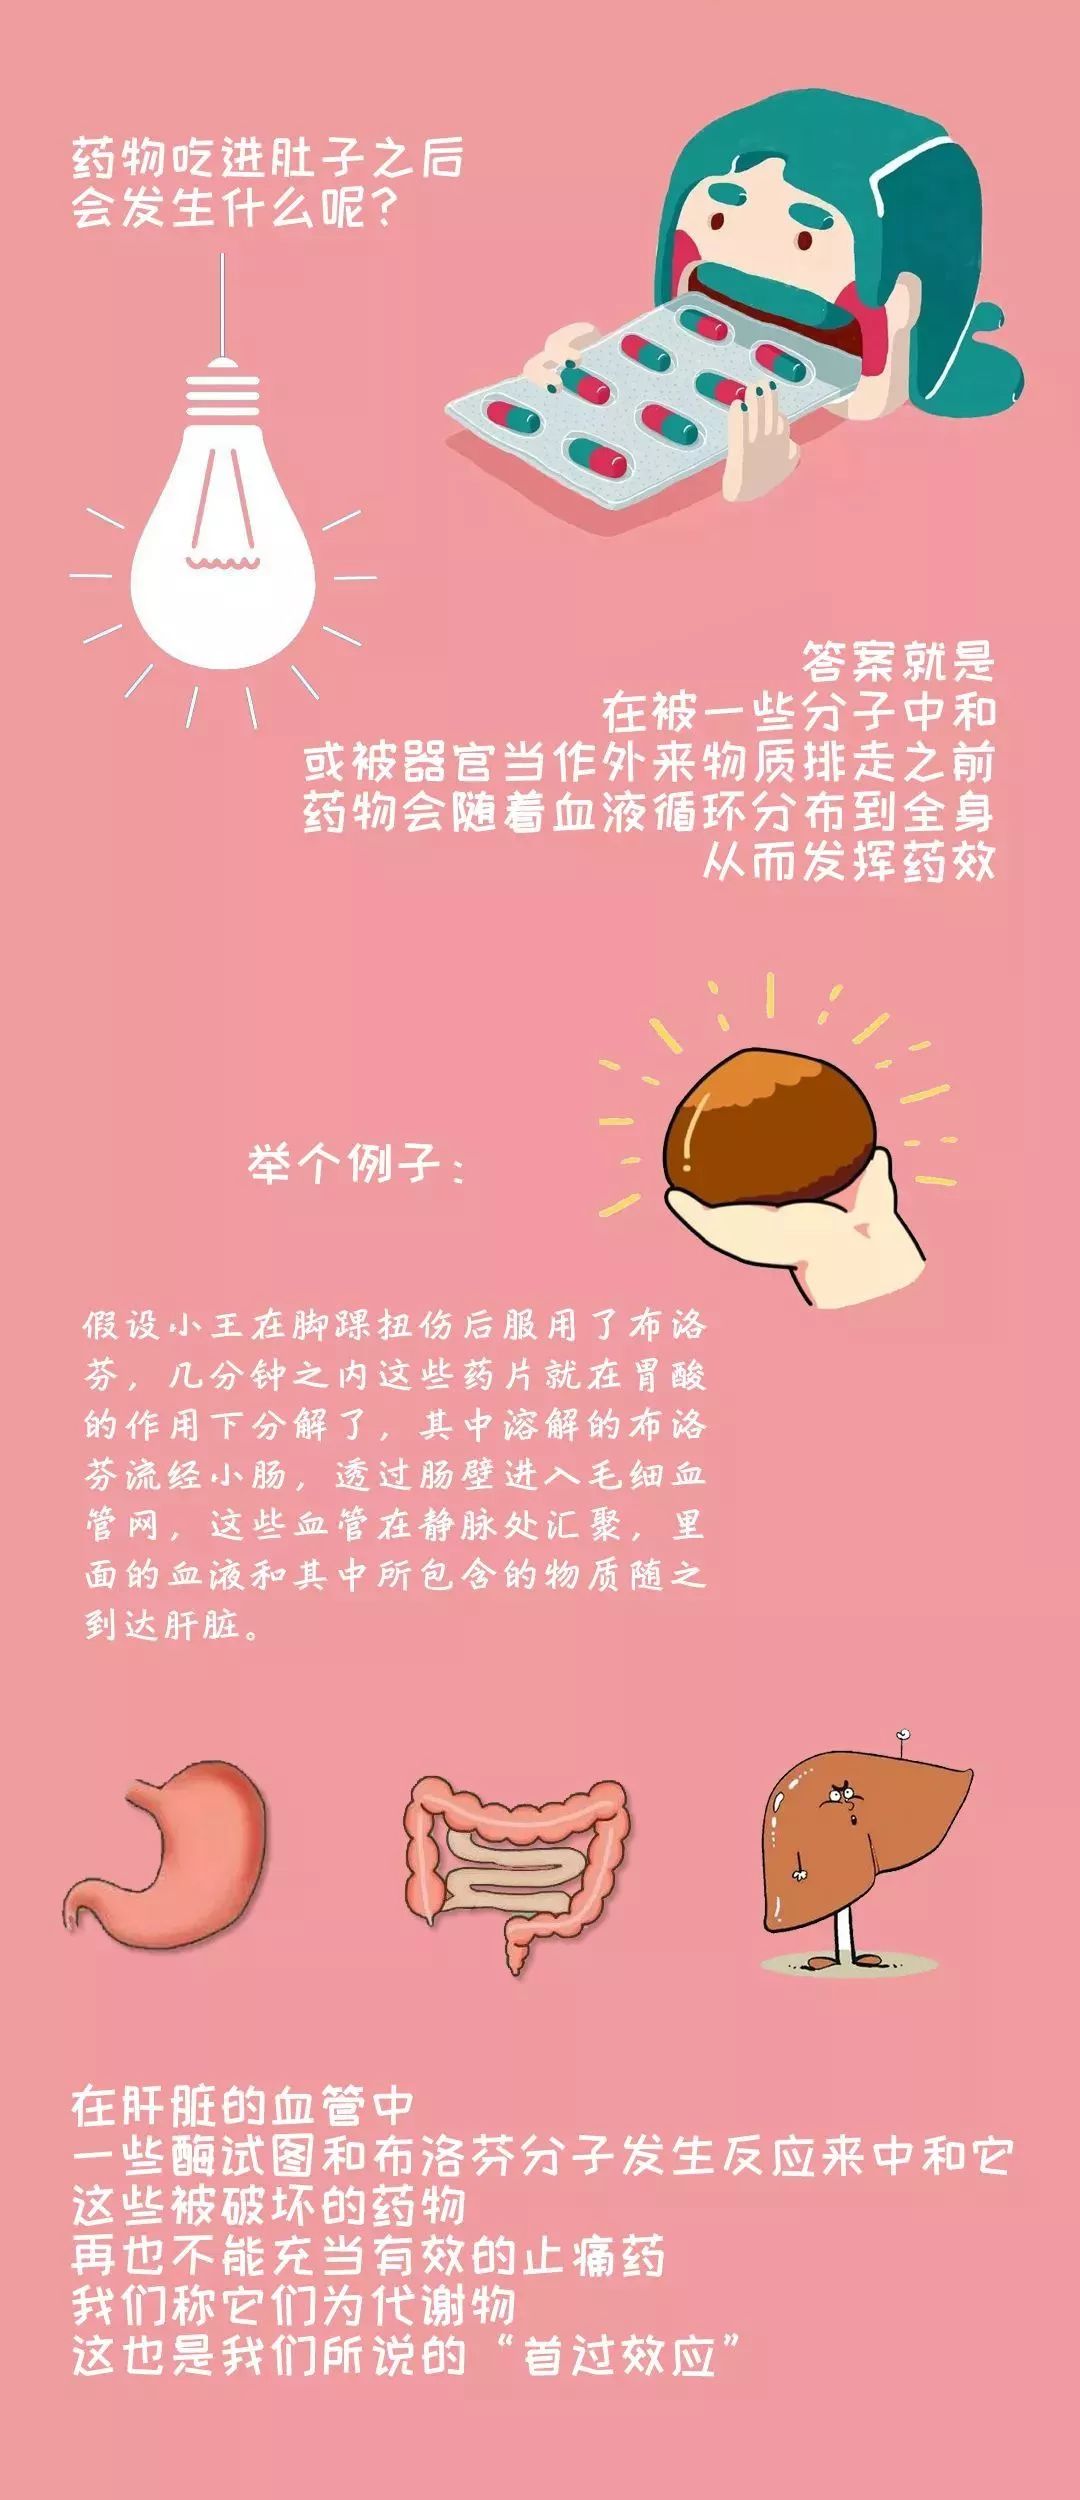 药物吃进肚子之后
会发生什么呢？
答案就是
在被一些分子中和
或被器官当作外来物质排走之前
药物会随着血液循环分布到全身
从而发挥药效
举个例子：
假设小王在脚踝扭伤后服用了布洛
芬，几分钟之内这些药片就在胃酸
的作用下分解了，其中溶解的布洛
芬流经小肠，透过肠壁进入毛细血
管网，这些血管在静脉处汇聚，里
面的血液和其中所包含的物质随之
到达肝脏。
在肝脏的血管中
一些酶试图和布洛芬分子发生反应来中和它
这些被破坏的药物
再也不能充当有效的止痛药
我们称它们为代谢物
这也是我们所说的“首过效应”